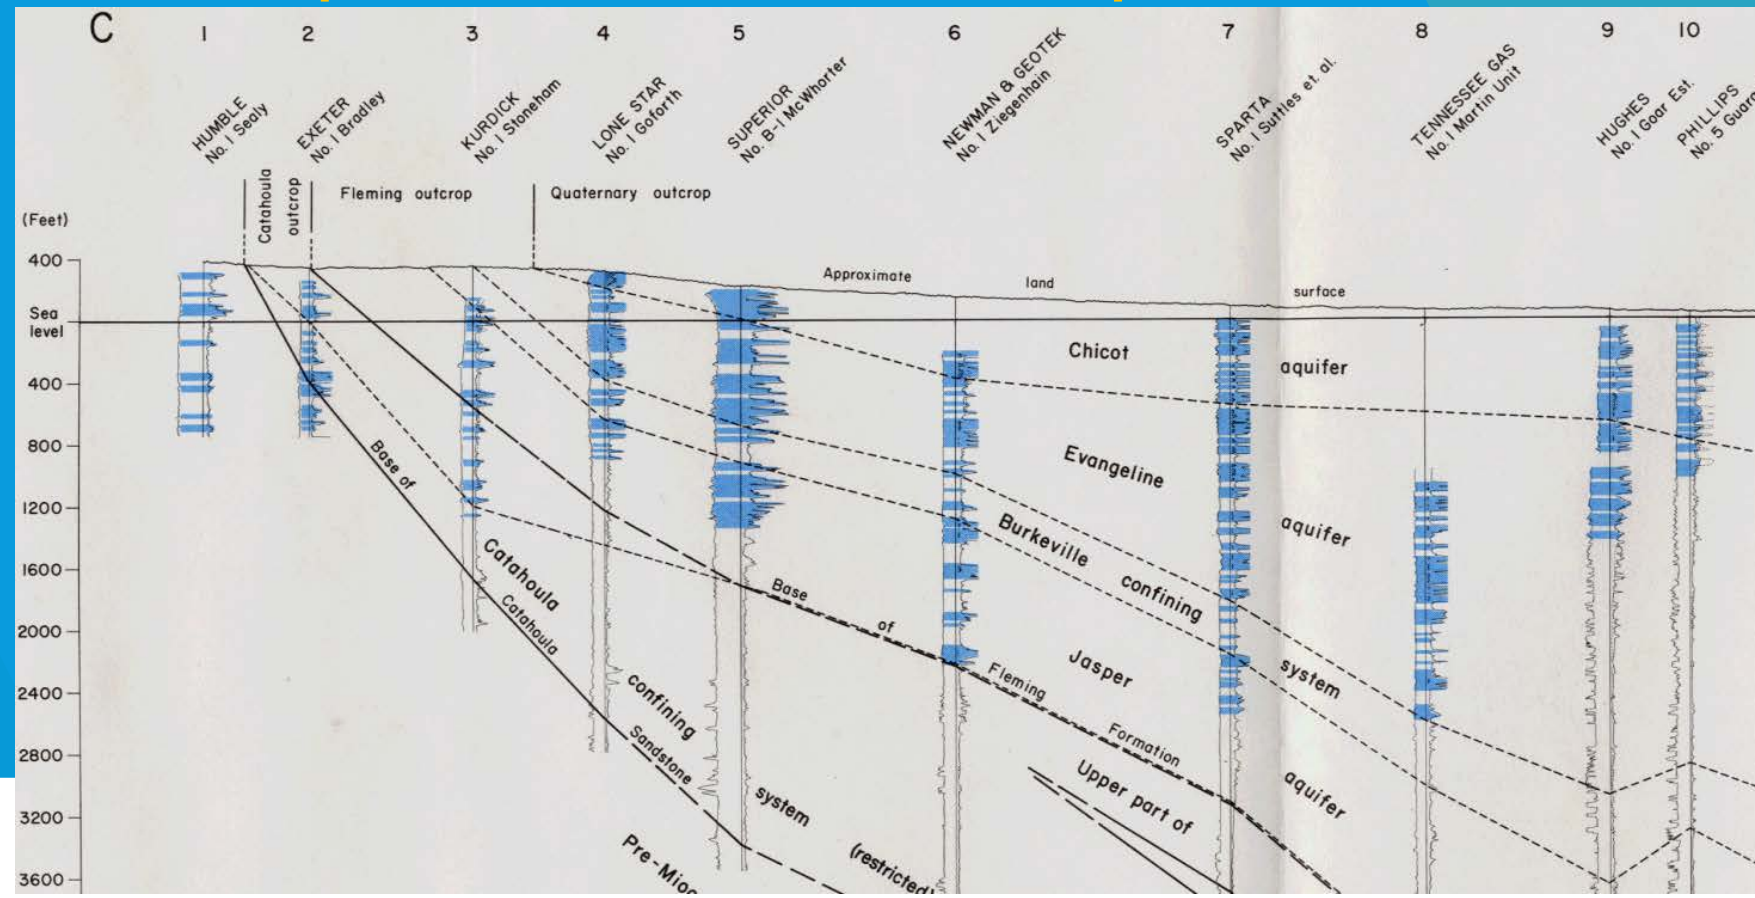 C
1
2
3
4
5
6
7
8
9
10
HUMBLE
No. 1 Sealy
EXETER
No. 1 Bradley
KURDICK
No. 1 Stoneham
LONE STAR
No. 1 Goforth
SUPERIOR
No. B-1 McWhorter
NEWMAN & GEOTEK
No. 1 Ziegenhain
SPARTA
No. 1 Suttles et. al.
TENNESSEE GAS
No. 1 Martin Unit
HUGHES
No. 1 Goar Est.
PHILLIPS
No. 5
Catahoula
outcrop
Fleming outcrop
Quaternary outcrop
(Feet)
400
Sea
level
400
800
1200
1600
2000
2400
2800
3200
3600
Approximate land surface
Chicot aquifer
Evangeline aquifer
Burkeville confining system
Jasper aquifer
Base of Catahoula Sandstone
Catahoula confining system (restricted)
Base of Fleming Formation
Upper part of